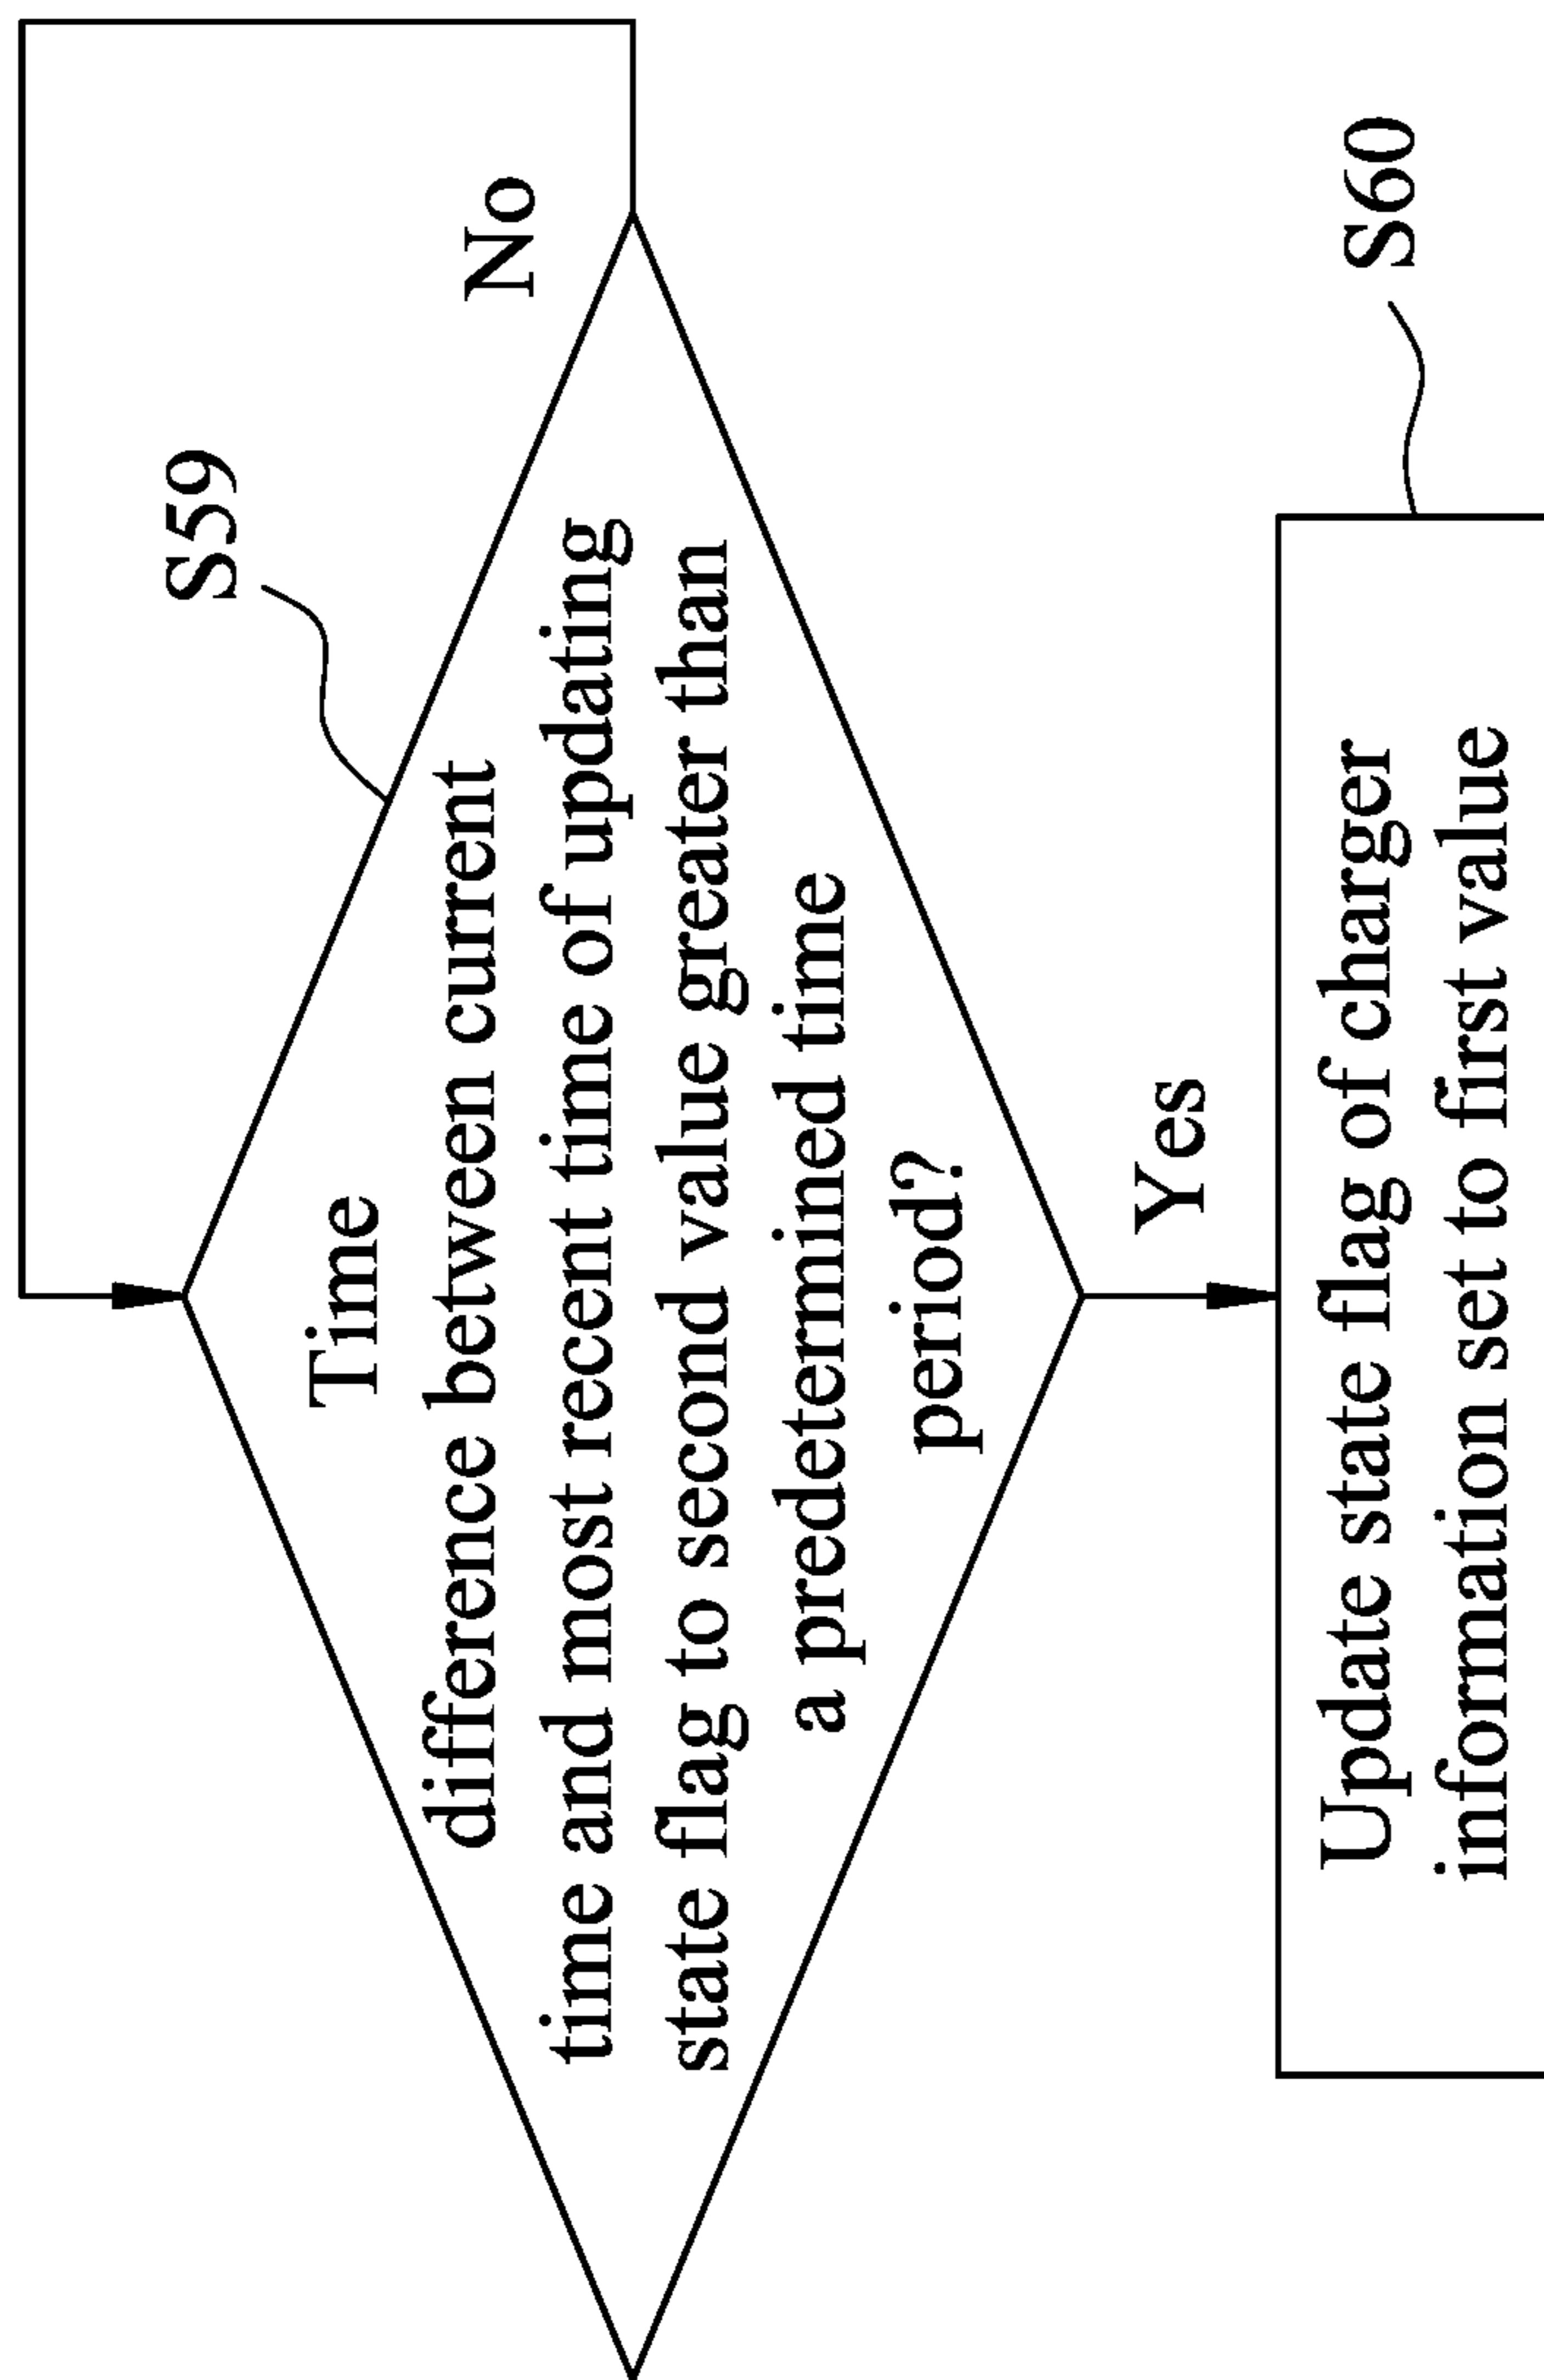 S59
Time
difference between current
time and most recent time of updating
state flag to second value greater than
a predetermined time
period?
No
Yes
S60
Update state flag of charger
information set to first value